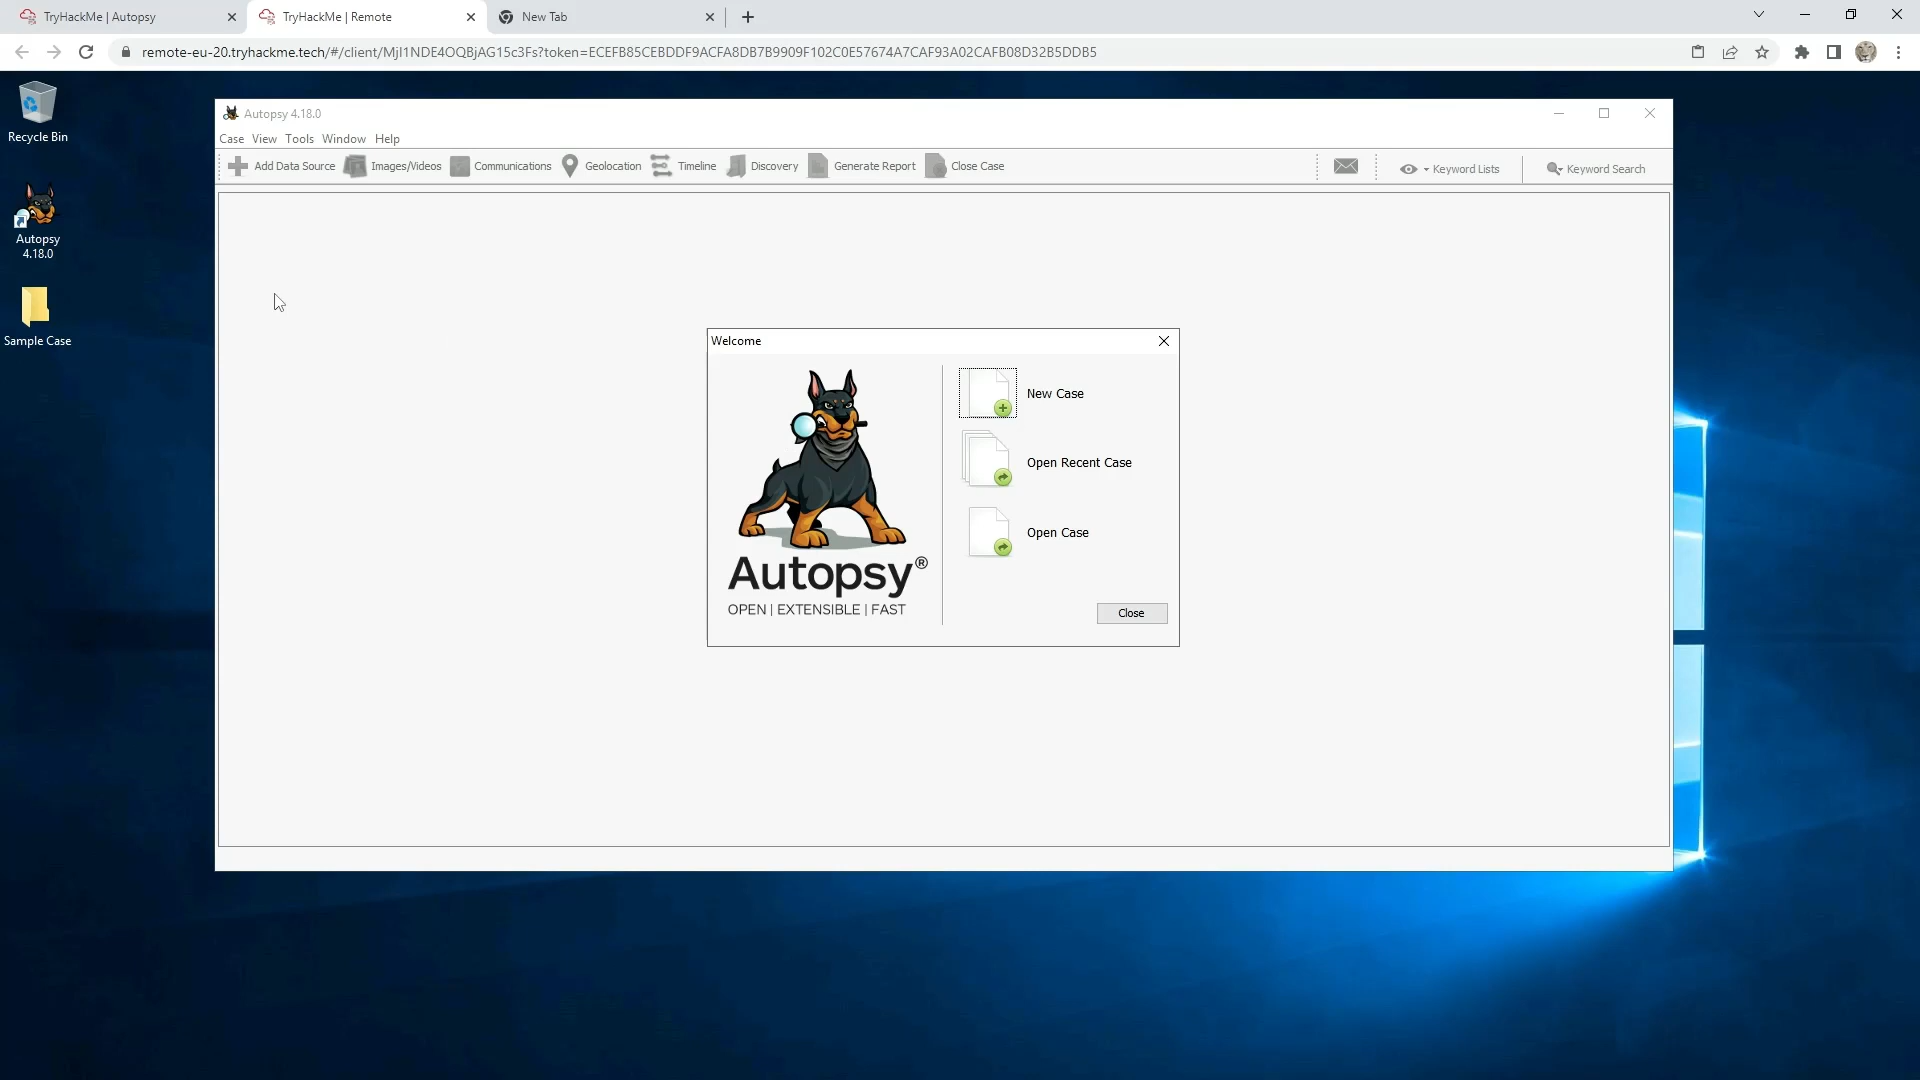 TryHackMe | Autopsy
TryHackMe | Remote
New Tab
remote-eu-20.tryhackme.tech/#/client/MjI1NDE4OQBjAG15c3Fs?token=ECEFB85CEBDDF9ACFA8DB7B9909F102C0E57674A7CAF93A02CAFB08D32B5DDB5
Recycle Bin
Autopsy
4.18.0
Sample Case
Autopsy 4.18.0
Case View Tools Window Help
Add Data Source Images/Videos Communications Geolocation Timeline Discovery Generate Report Close Case Keyword Lists Keyword Search
Welcome
New Case
Open Recent Case
Open Case
Autopsy®
OPEN | EXTENSIBLE | FAST
Close